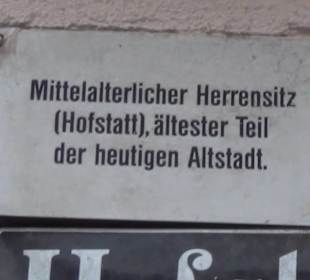 Mittelalterlicher Herrensitz
(Hofstatt), ältester Teil
der heutigen Altstadt.